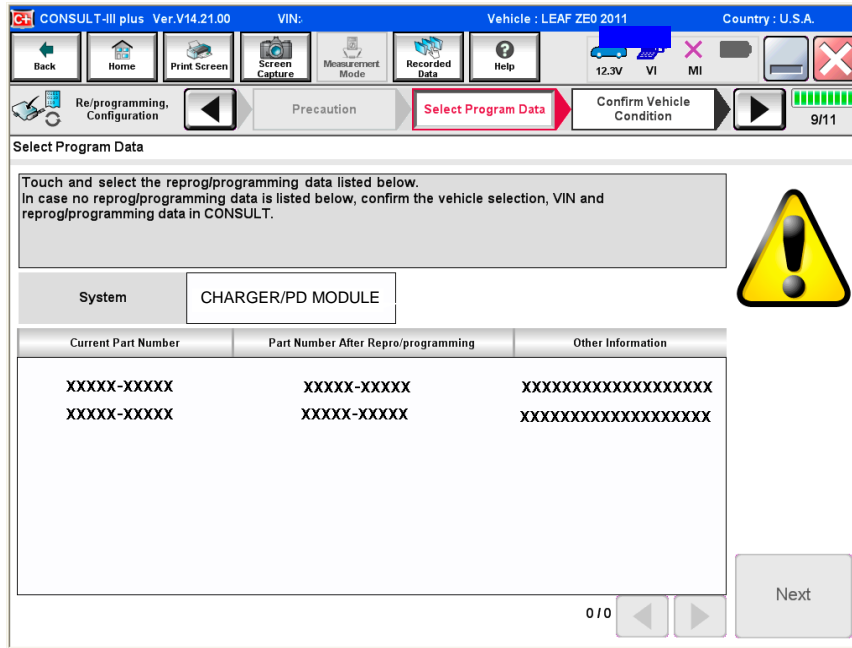 C+ CONSULT-III plus Ver.V14.21.00 VIN: Vehicle : LEAF ZE0 2011 Country : U.S.A.
Back
Home
Print Screen
Screen
Capture
Measurement
Mode
Recorded
Data
Help
12.3V
VI
MI
Re/programming,
Configuration
Precaution
Select Program Data
Confirm Vehicle
Condition
9/11
Select Program Data
Touch and select the reprog/programming data listed below.
In case no reprog/programming data is listed below, confirm the vehicle selection, VIN and
reprog/programming data in CONSULT.
System
CHARGER/PD MODULE
Current Part Number Part Number After Repro/programming Other Information
XXXXX-XXXXX XXXXX-XXXXX XXXXXXXXXXXXXXXXXXX
XXXXX-XXXXX XXXXX-XXXXX XXXXXXXXXXXXXXXXXXX
0/0
Next